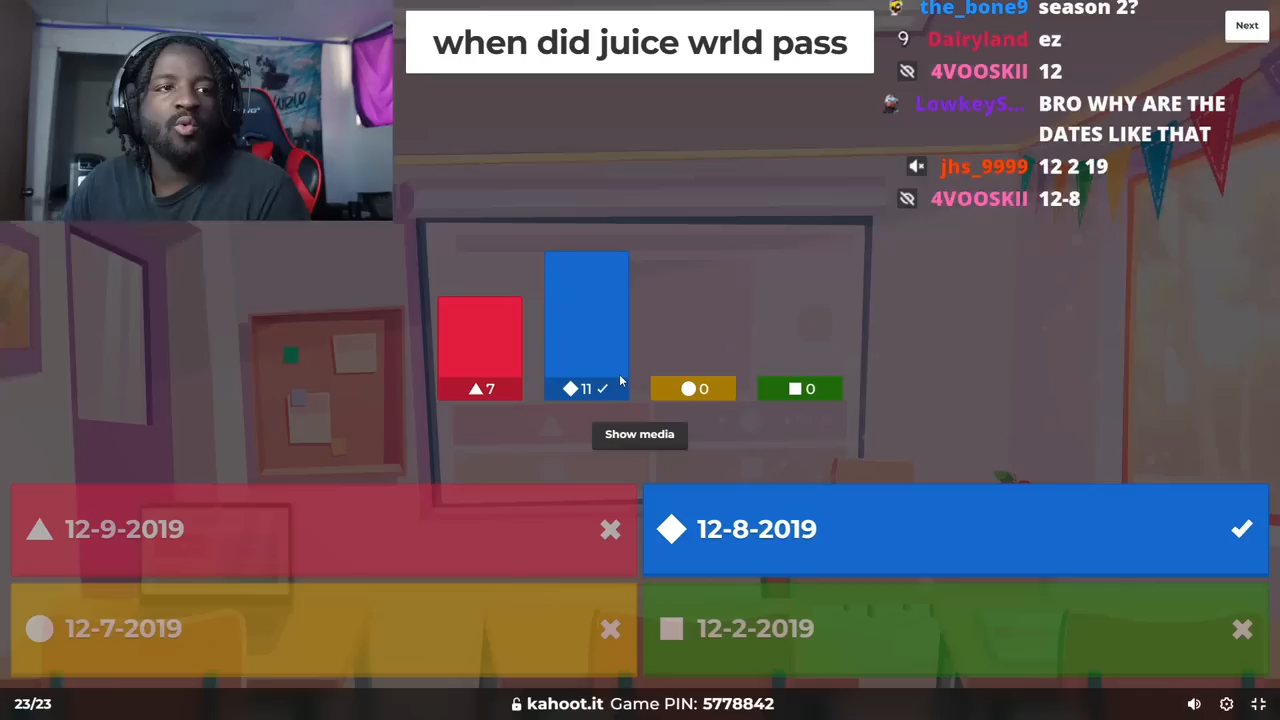 when did juice wrld pass
Next
the_bone9 season 2?
9 Dairyland ez
4VOOSKII 12
LowkeyS... BRO WHY ARE THE
DATES LIKE THAT
jhs_9999 12 2 19
4VOOSKII 12-8
7
11
0
0
Show media
12-9-2019
12-8-2019
12-7-2019
12-2-2019
23/23
kahoot.it Game PIN: 5778842